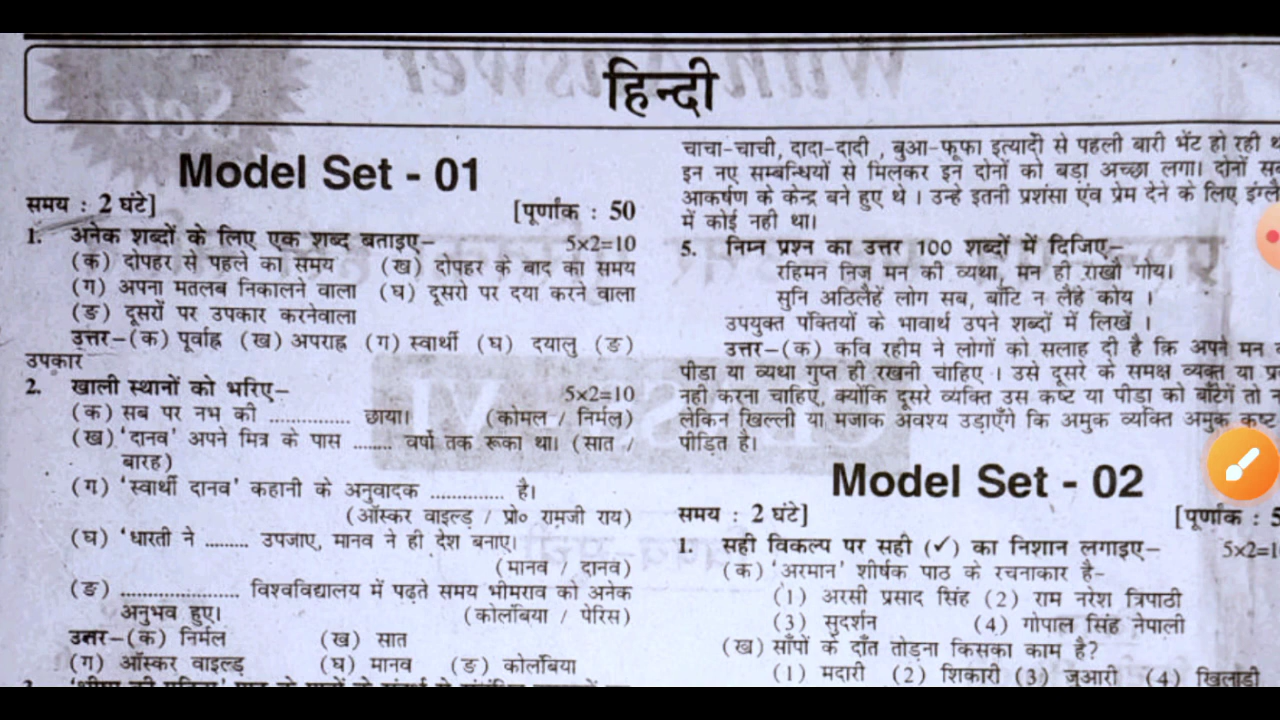 हिन्दी
Model Set - 01
समय : 2 घंटे]
[पूर्णांक : 50
1. अनेक शब्दों के लिए एक शब्द बताइए– 5×2=10
(क) दोपहर से पहले का समय (ख) दोपहर के बाद का समय
(ग) अपना मतलब निकालने वाला (घ) दूसरो पर दया करने वाला
(ङ) दूसरों पर उपकार करनेवाला
उत्तर–(क) पूर्वाह्न (ख) अपराह्न (ग) स्वार्थी (घ) दयालु (ङ)
उपकार
2. खाली स्थानों को भरिए– 5×2=10
(क) सब पर नभ की ................ छाया। (कोमल / निर्मल)
(ख) 'दानव' अपने मित्र के पास ........ वर्षो तक रूका था। (सात /
बारह)
(ग) 'स्वार्थी दानव' कहानी के अनुवादक .............. है।
(ऑस्कर वाइल्ड / प्रो० रामजी राय)
(घ) 'धारती ने ......... उपजाए, मानव ने ही देश बनाए।
(मानव / दानव)
(ङ) ...................... विश्वविद्यालय में पढ़ते समय भीमराव को अनेक
अनुभव हुए। (कोलंबिया / पेरिस)
उत्तर–(क) निर्मल (ख) सात
(ग) ऑस्कर वाइल्ड (घ) मानव (ङ) कोलंबिया
चाचा-चाची, दादा-दादी , बुआ-फूफा इत्यादी से पहली बारी भेंट हो रही
इन नए सम्बन्धियों से मिलकर इन दोनों को बड़ा अच्छा लगा। दोनों
आकर्षण के केन्द्र बने हुए थे । उन्हे इतनी प्रशंसा एंव प्रेम देने के लिए
में कोई नही था।
5. निम्न प्रश्न का उत्तर 100 शब्दों में दिजिए–
रहिमन निज मन की व्यथा, मन ही राखौ गोय।
सुनि अठिलैहें लोग सब, बाँटि न लैहे कोय ।
उपयुक्त पंक्तियों के भावार्थ उपने शब्दों में लिखें ।
उत्तर–(क) कवि रहीम ने लोगों को सलाह दी है कि अपने मन
पीड़ा या व्यथा गुप्त ही रखनी चाहिए । उसे दूसरे के समक्ष व्यक्त या
नही करना चाहिए, क्योंकि दूसरे व्यक्ति उस कष्ट या पीड़ा को बाँटेगें तो
लेकिन खिल्ली या मजाक अवश्य उड़ाएँगे कि अमुक व्यक्ति अमुक कष्ट
पीड़ित है।
Model Set - 02
समय : 2 घंटे]
[पूर्णांक :
1. सही विकल्प पर सही (✓) का निशान लगाइए–
(क) 'अरमान' शीर्षक पाठ के रचनाकार है–
(1) अरसी प्रसाद सिंह (2) राम नरेश त्रिपाठी
(3) सुदर्शन (4) गोपाल सिंह नेपाली
(ख) साँपों के दाँत तोड़ना किसका काम है?
(1) मदारी (2) शिकारी (3) जुआरी (4) खिलाड़ी